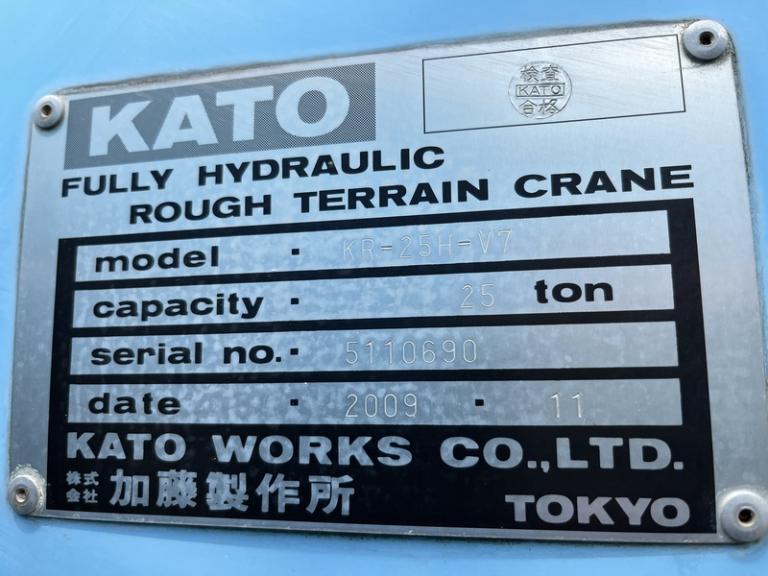 KATO
検査
KATO
合格
FULLY HYDRAULIC
ROUGH TERRAIN CRANE
model · KR-25H-V7
capacity · 25 ton
serial no. · 5110690
date · 2009 · 11
KATO WORKS CO.,LTD.
株式会社 加藤製作所 TOKYO